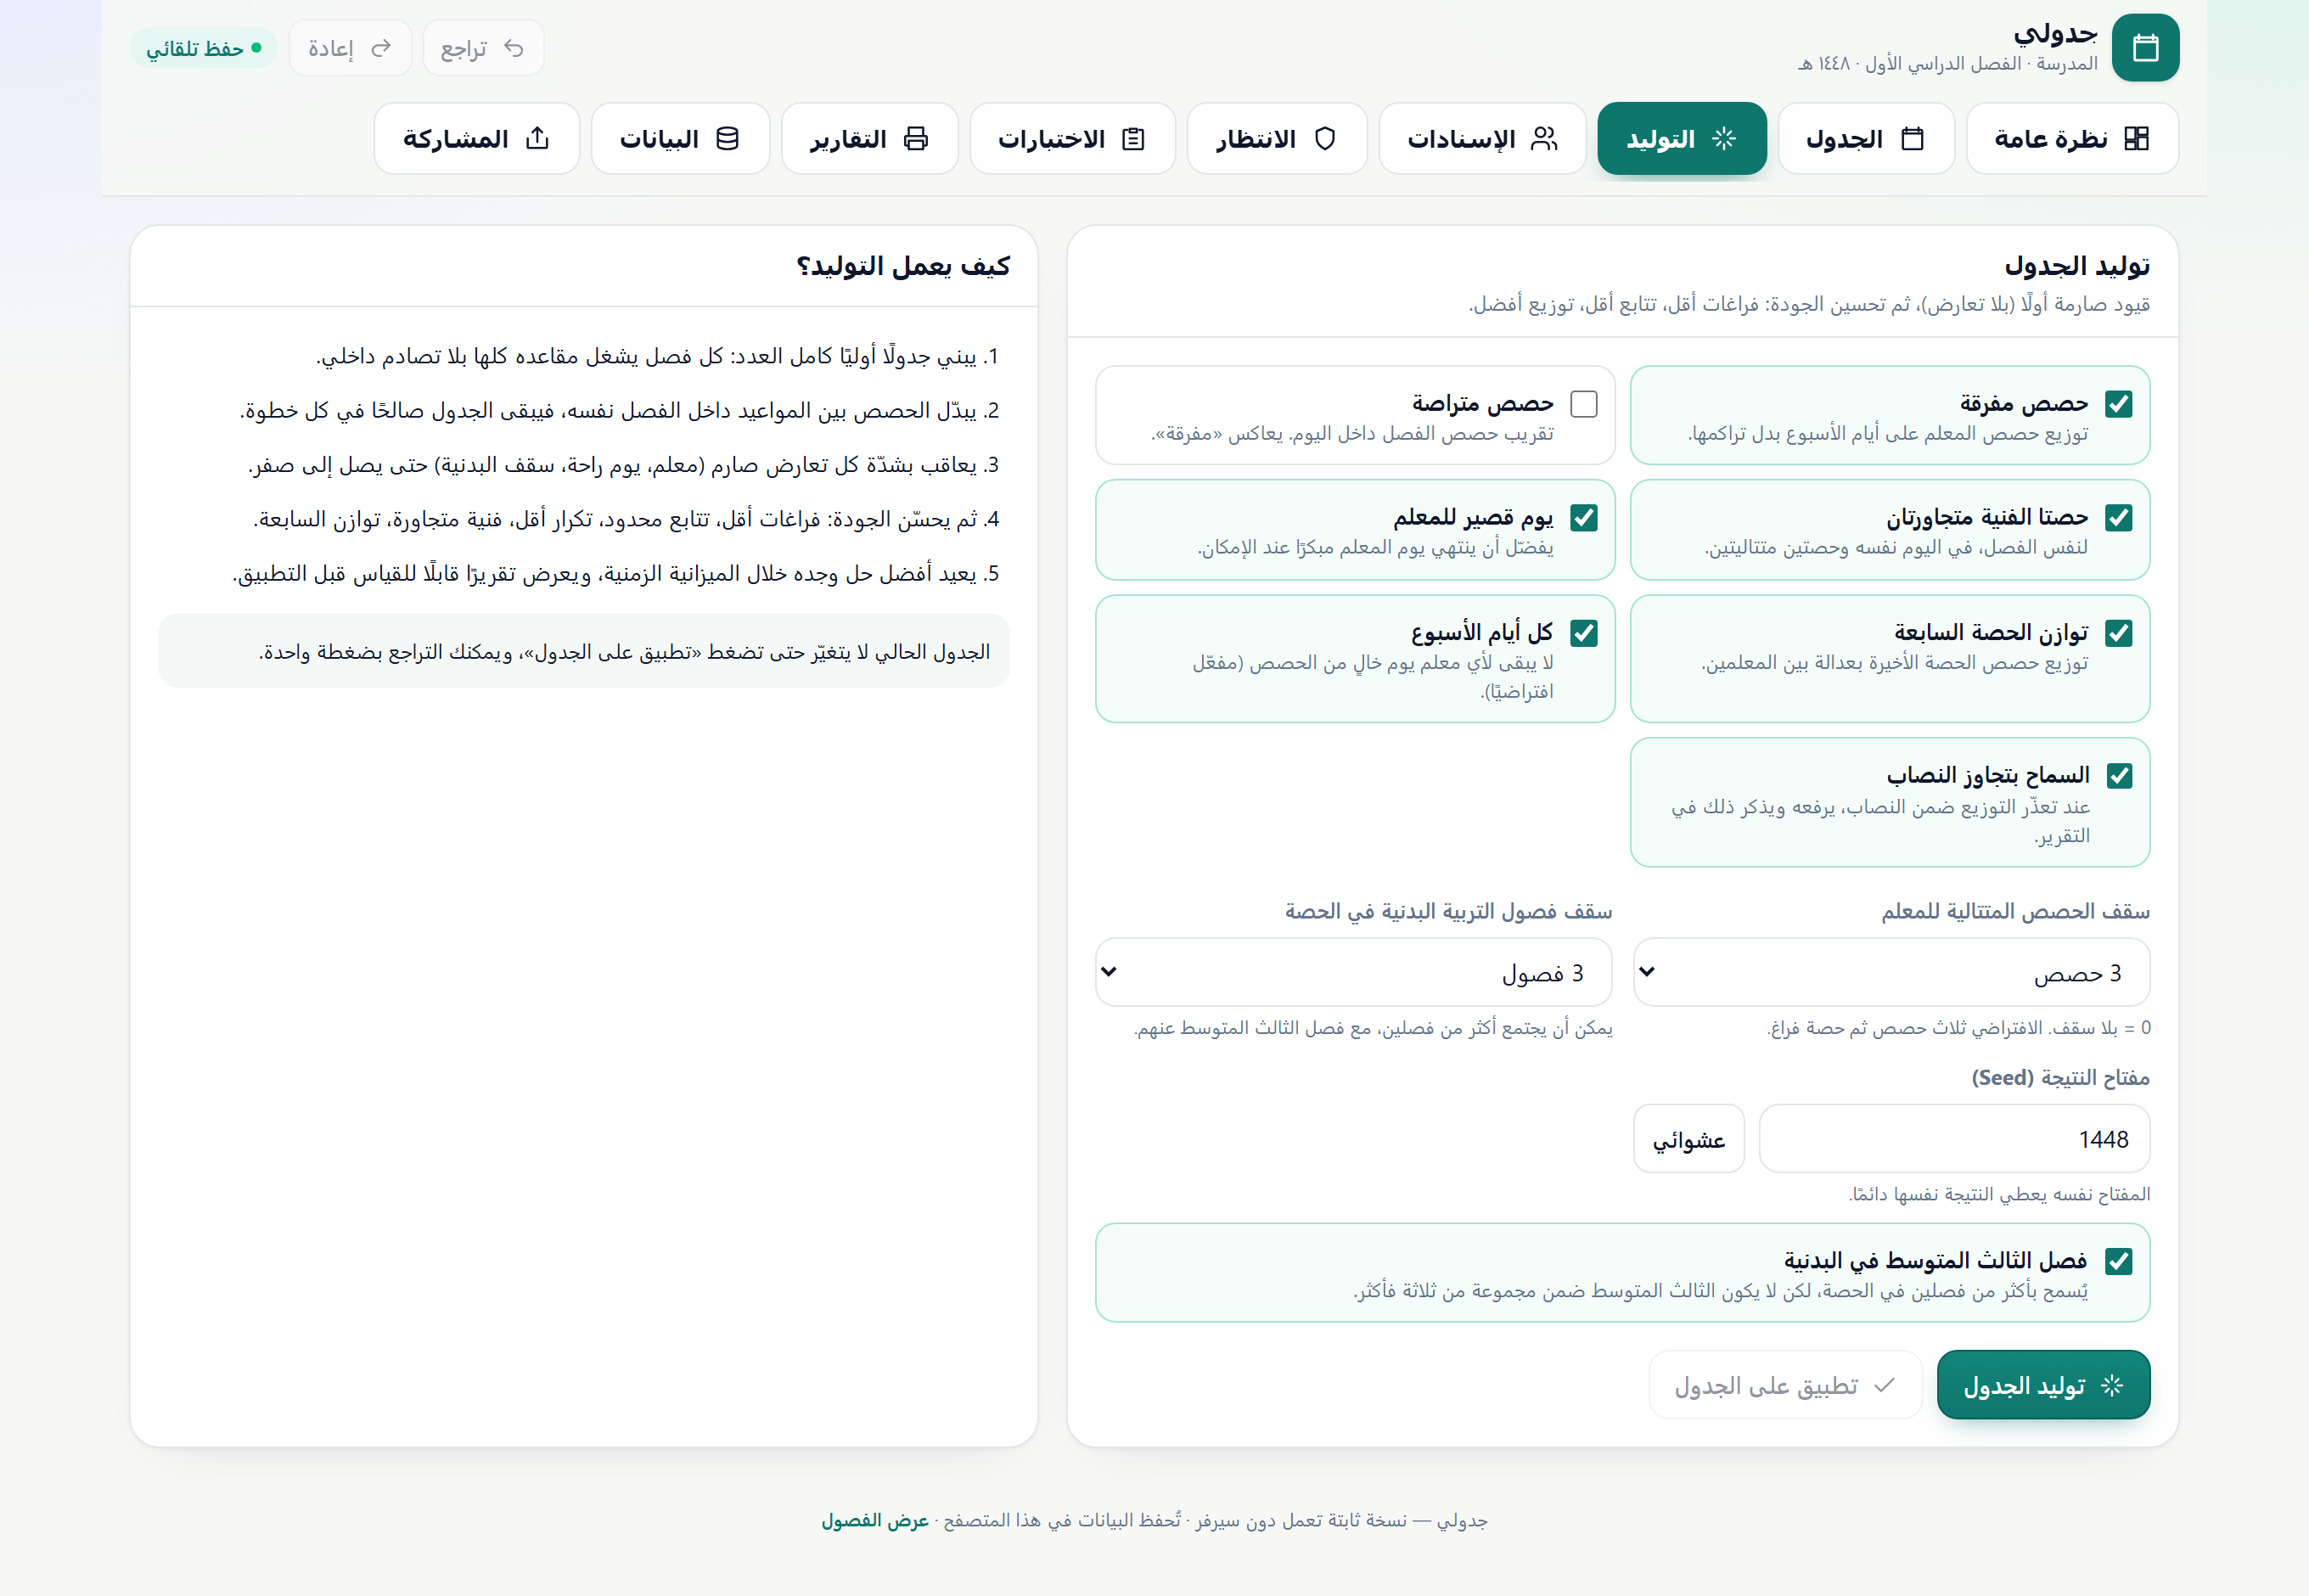 جدولي
المدرسة · الفصل الدراسي الأول · ١٤٤٨ هـ
تراجع
إعادة
حفظ تلقائي
نظرة عامة
الجدول
التوليد
الإسنادات
الانتظار
الاختبارات
التقارير
البيانات
المشاركة
توليد الجدول
قيود صارمة أولًا (بلا تعارض)، ثم تحسين الجودة: فراغات أقل، تتابع أقل، توزيع أفضل.
حصص مفرقة
توزيع حصص المعلم على أيام الأسبوع بدل تراكمها.
حصص متراصة
تقريب حصص الفصل داخل اليوم. يعاكس «مفرقة».
حصتا الفنية متجاورتان
لنفس الفصل، في اليوم نفسه وحصتين متتاليتين.
يوم قصير للمعلم
يفضّل أن ينتهي يوم المعلم مبكرًا عند الإمكان.
توازن الحصة السابعة
توزيع حصص الحصة الأخيرة بعدالة بين المعلمين.
كل أيام الأسبوع
لا يبقى لأي معلم يوم خالٍ من الحصص (مفعّل
افتراضيًا).
السماح بتجاوز النصاب
عند تعذّر التوزيع ضمن النصاب، يرفعه ويذكر ذلك في
التقرير.
سقف الحصص المتتالية للمعلم
3 حصص
0 = بلا سقف. الافتراضي ثلاث حصص ثم حصة فراغ.
سقف فصول التربية البدنية في الحصة
3 فصول
يمكن أن يجتمع أكثر من فصلين، مع فصل الثالث المتوسط عنهم.
مفتاح النتيجة (Seed)
1448
عشوائي
المفتاح نفسه يعطي النتيجة نفسها دائمًا.
فصل الثالث المتوسط في البدنية
يُسمح بأكثر من فصلين في الحصة، لكن لا يكون الثالث المتوسط ضمن مجموعة من ثلاثة فأكثر.
توليد الجدول
تطبيق على الجدول
كيف يعمل التوليد؟
1. يبني جدولًا أوليًا كامل العدد: كل فصل يشغل مقاعده كلها بلا تصادم داخلي.
2. يبدّل الحصص بين المواعيد داخل الفصل نفسه، فيبقى الجدول صالحًا في كل خطوة.
3. يعاقب بشدّة كل تعارض صارم (معلم، يوم راحة، سقف البدنية) حتى يصل إلى صفر.
4. ثم يحسّن الجودة: فراغات أقل، تتابع محدود، تكرار أقل، فنية متجاورة، توازن السابعة.
5. يعيد أفضل حل وجده خلال الميزانية الزمنية، ويعرض تقريرًا قابلًا للقياس قبل التطبيق.
الجدول الحالي لا يتغيّر حتى تضغط «تطبيق على الجدول»، ويمكنك التراجع بضغطة واحدة.
جدولي — نسخة ثابتة تعمل دون سيرفر · تُحفظ البيانات في هذا المتصفح · عرض الفصول